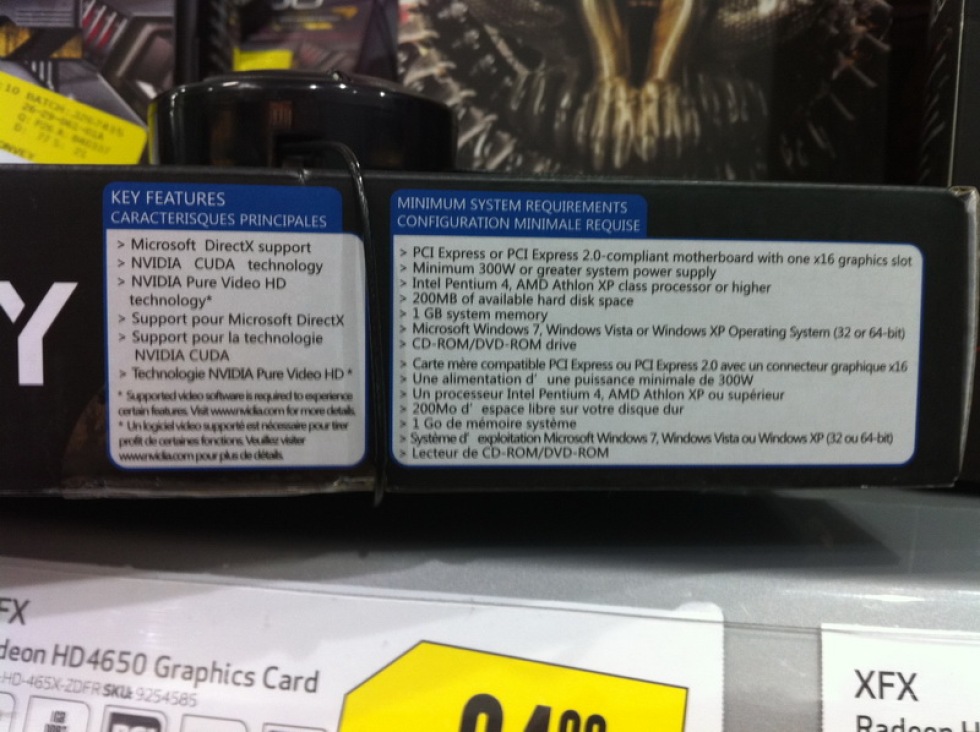 Y
KEY FEATURES
CARACTERISQUES PRINCIPALES
> Microsoft DirectX support
> NVIDIA CUDA technology
> NVIDIA Pure Video HD
technology*
> Support pour Microsoft DirectX
> Support pour la technologie
NVIDIA CUDA
> Technologie NVIDIA Pure Video HD *
* Supported video software is required to experience
certain features. Visit www.nvidia.com for more details.
* Un logiciel video supporté est nécessaire pour tirer
profit de certaines fonctions. Veuillez visiter
www.nvidia.com pour plus de détails.
MINIMUM SYSTEM REQUIREMENTS
CONFIGURATION MINIMALE REQUISE
> PCI Express or PCI Express 2.0-compliant motherboard with one x16 graphics slot
> Minimum 300W or greater system power supply
> Intel Pentium 4, AMD Athlon XP class processor or higher
> 200MB of available hard disk space
> 1 GB system memory
> Microsoft Windows 7, Windows Vista or Windows XP Operating System (32 or 64-bit)
> CD-ROM/DVD-ROM drive
> Carte mère compatible PCI Express ou PCI Express 2.0 avec un connecteur graphique x16
> Une alimentation d' une puissance minimale de 300W
> Un processeur Intel Pentium 4, AMD Athlon XP ou supérieur
> 200Mo d' espace libre sur votre disque dur
> 1 Go de mémoire système
> Système d' exploitation Microsoft Windows 7, Windows Vista ou Windows XP (32 ou 64-bit)
> Lecteur de CD-ROM/DVD-ROM
FX
deon HD4650 Graphics Card
-HD-465X-ZDFR SKU: 9254585
XFX
Radeon H